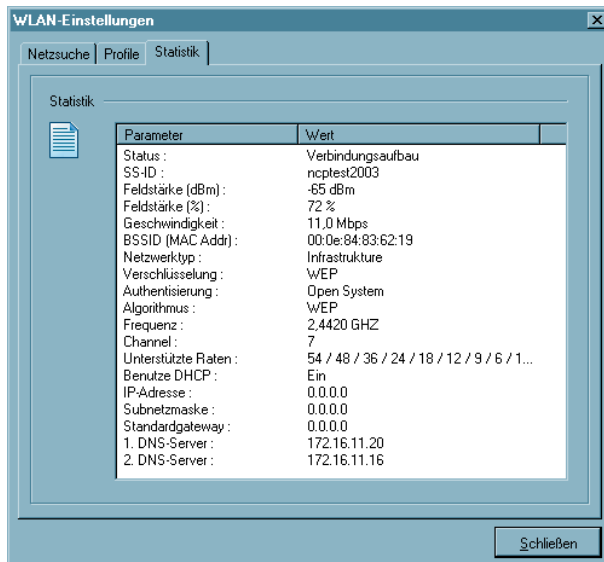 WLAN-Einstellungen
Netzsuche Profile Statistik
Statistik
Parameter Wert
Status : Verbindungsaufbau
SS-ID : ncptest2003
Feldstärke (dBm) : -65 dBm
Feldstärke (%) : 72 %
Geschwindigkeit : 11,0 Mbps
BSSID (MAC Addr) : 00:0e:84:83:62:19
Netzwerktyp : Infrastrukture
Verschlüsselung : WEP
Authentisierung : Open System
Algorithmus : WEP
Frequenz : 2,4420 GHZ
Channel : 7
Unterstützte Raten : 54 / 48 / 36 / 24 / 18 / 12 / 9 / 6 / 1...
Benutze DHCP : Ein
IP-Adresse : 0.0.0.0
Subnetzmaske : 0.0.0.0
Standardgateway : 0.0.0.0
1. DNS-Server : 172.16.11.20
2. DNS-Server : 172.16.11.16
Schließen